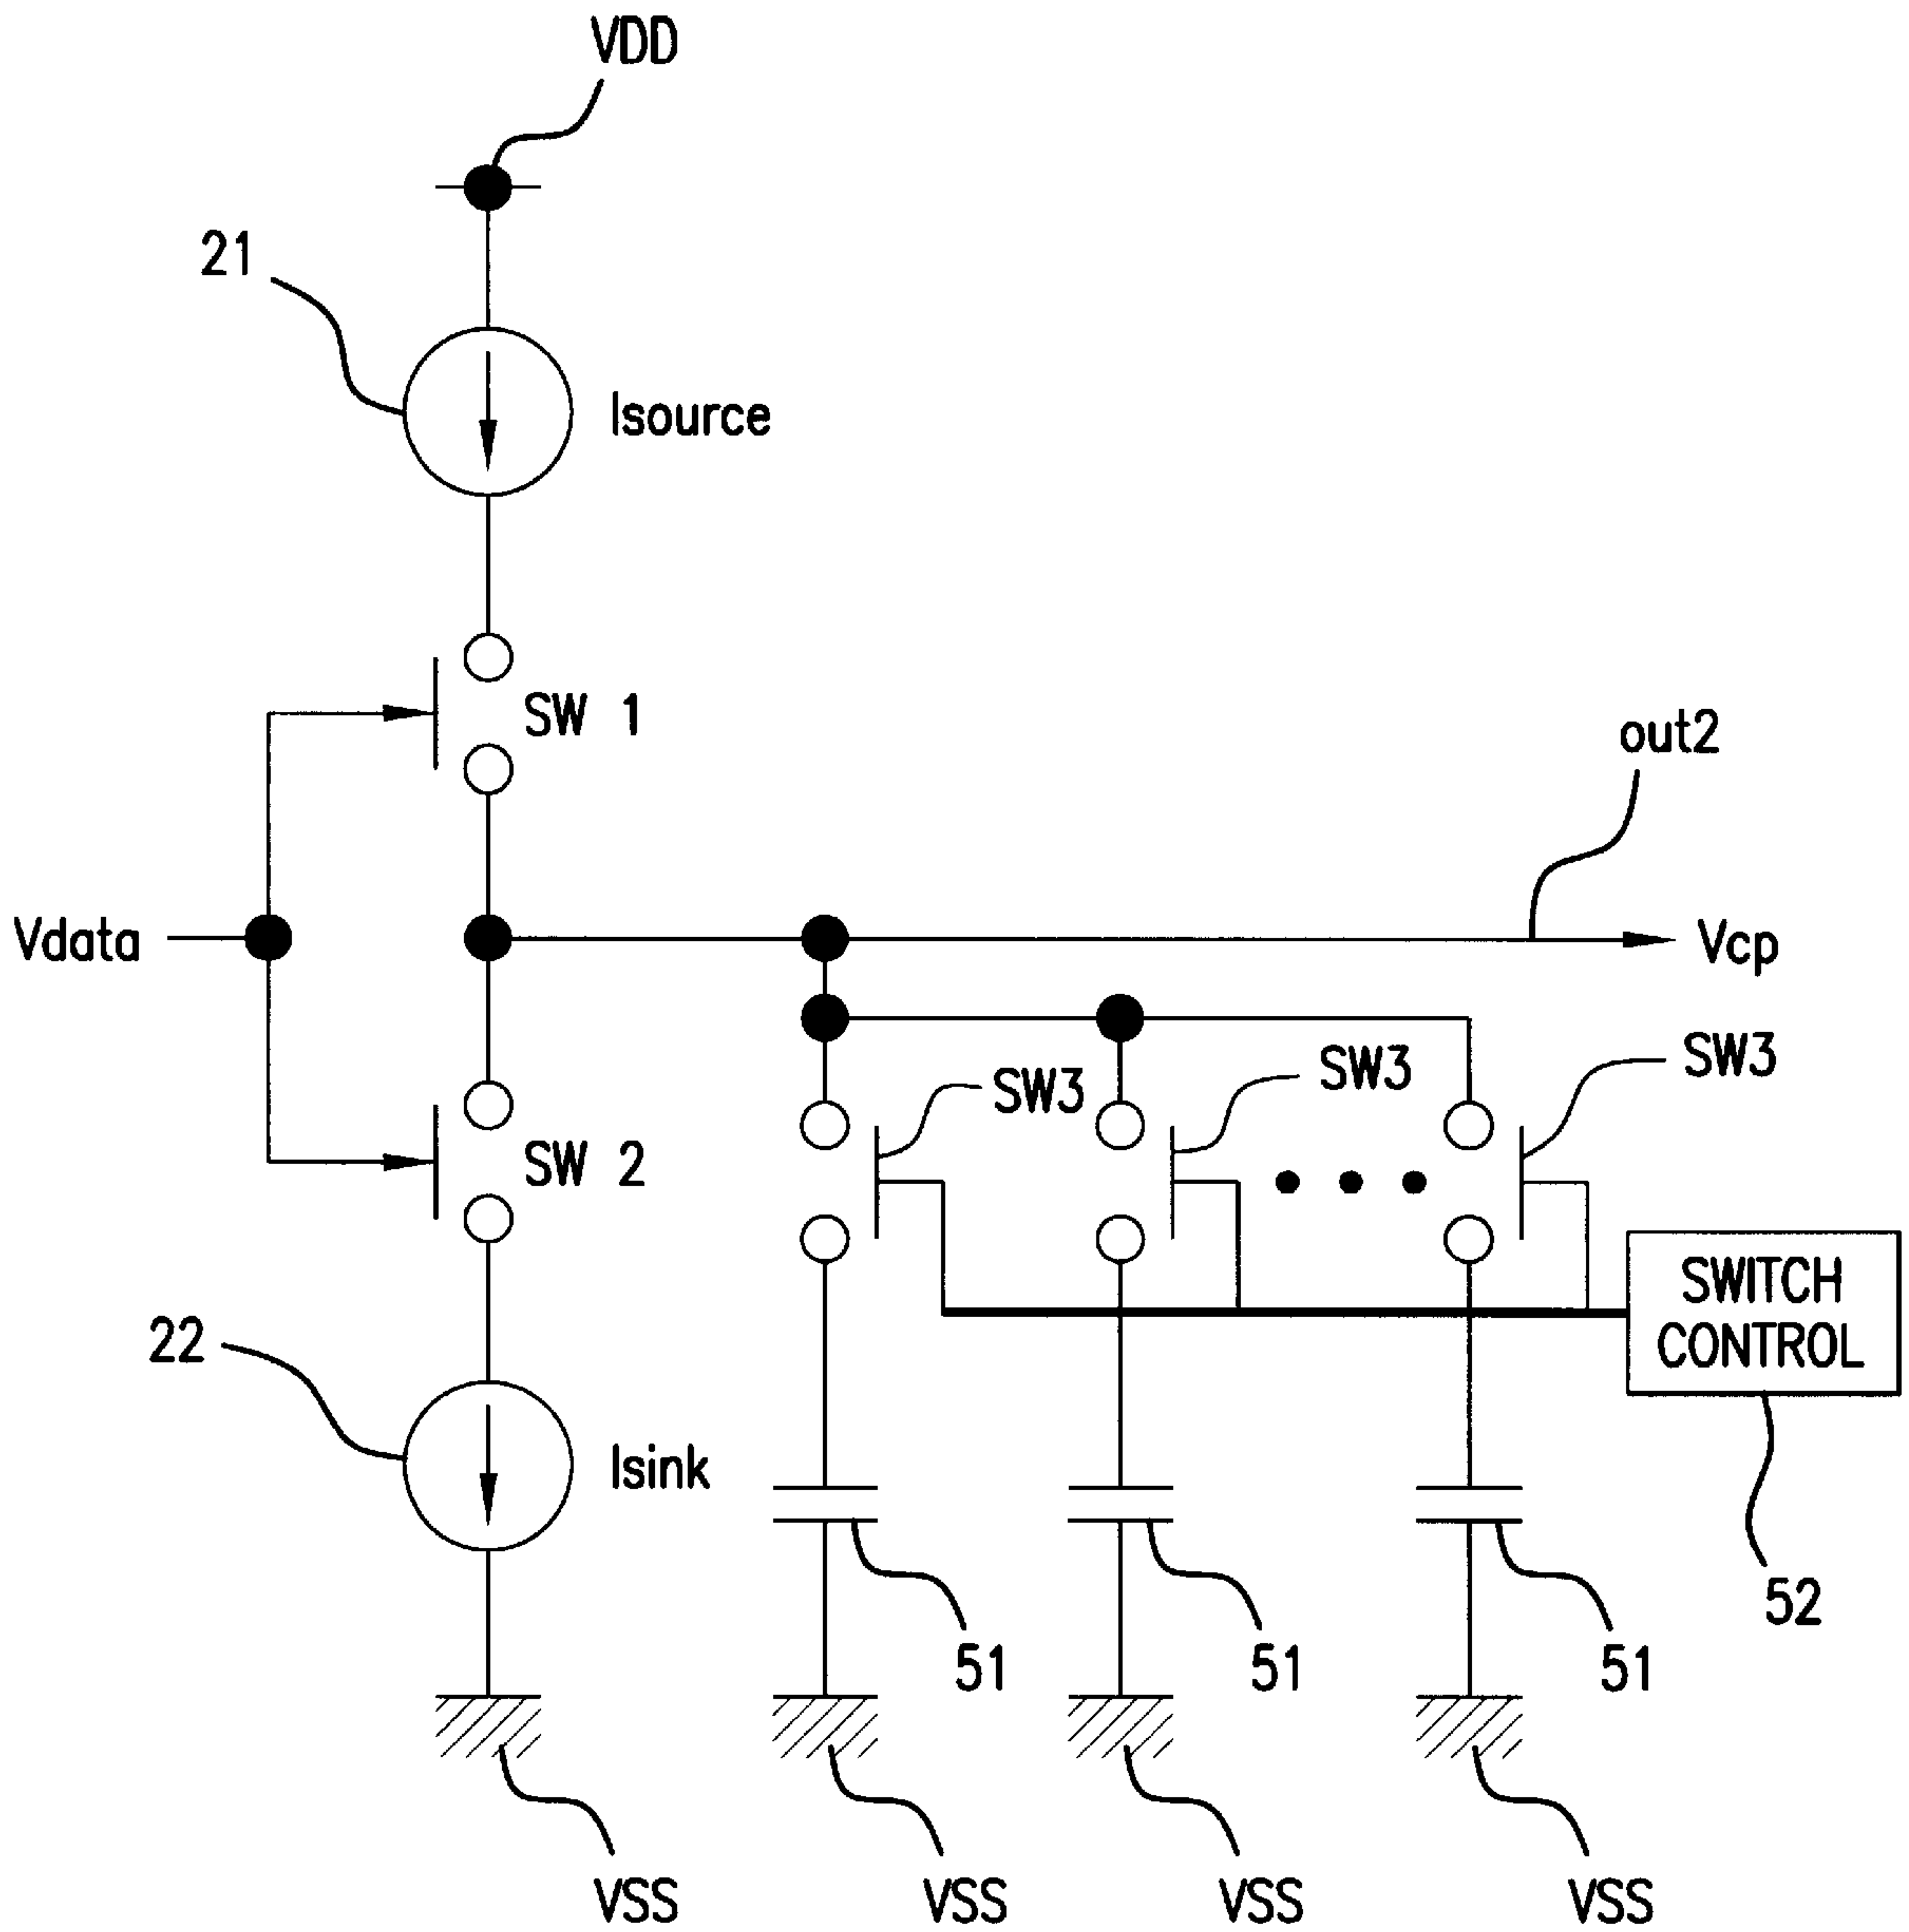 VDD
21
Isource
SW 1
out2
Vdata
Vcp
SW3
SW3
SW3
SW 2
SWITCH
CONTROL
22
Isink
52
51
51
51
VSS
VSS
VSS
VSS